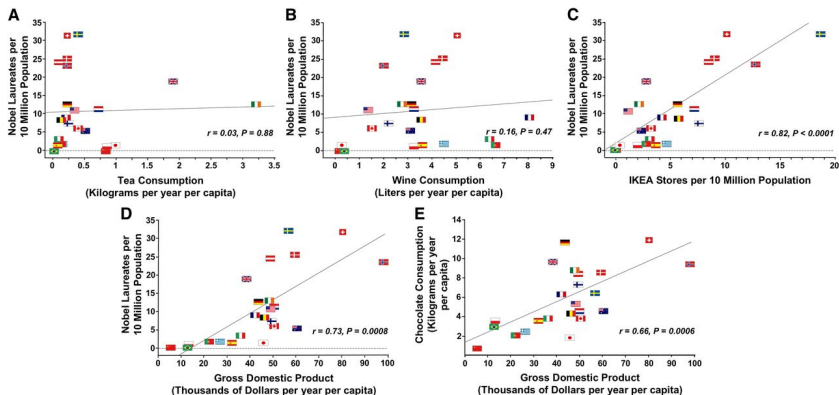 A
Nobel Laureates per
10 Million Population
35
30
25
20
15
10
5
0
r = 0.03, P = 0.88
0
0.5
1
1.5
2
2.5
3
3.5
Tea Consumption
(Kilograms per year per capita)
B
Nobel Laureates per
10 Million Population
35
30
25
20
15
10
5
0
r = 0.16, P = 0.47
0
1
2
3
4
5
6
7
8
9
Wine Consumption
(Liters per year per capita)
C
Nobel Laureates per
10 Million Population
35
30
25
20
15
10
5
0
r = 0.82, P < 0.0001
0
5
10
15
20
IKEA Stores per 10 Million Population
D
Nobel Laureates per
10 Million Population
35
30
25
20
15
10
5
0
r = 0.73, P = 0.0008
0
10
20
30
40
50
60
70
80
90
100
Gross Domestic Product
(Thousands of Dollars per year per capita)
E
Chocolate Consumption
(Kilograms per year
per capita)
14
12
10
8
6
4
2
r = 0.66, P = 0.0006
0
10
20
30
40
50
60
70
80
90
100
Gross Domestic Product
(Thousands of Dollars per year per capita)